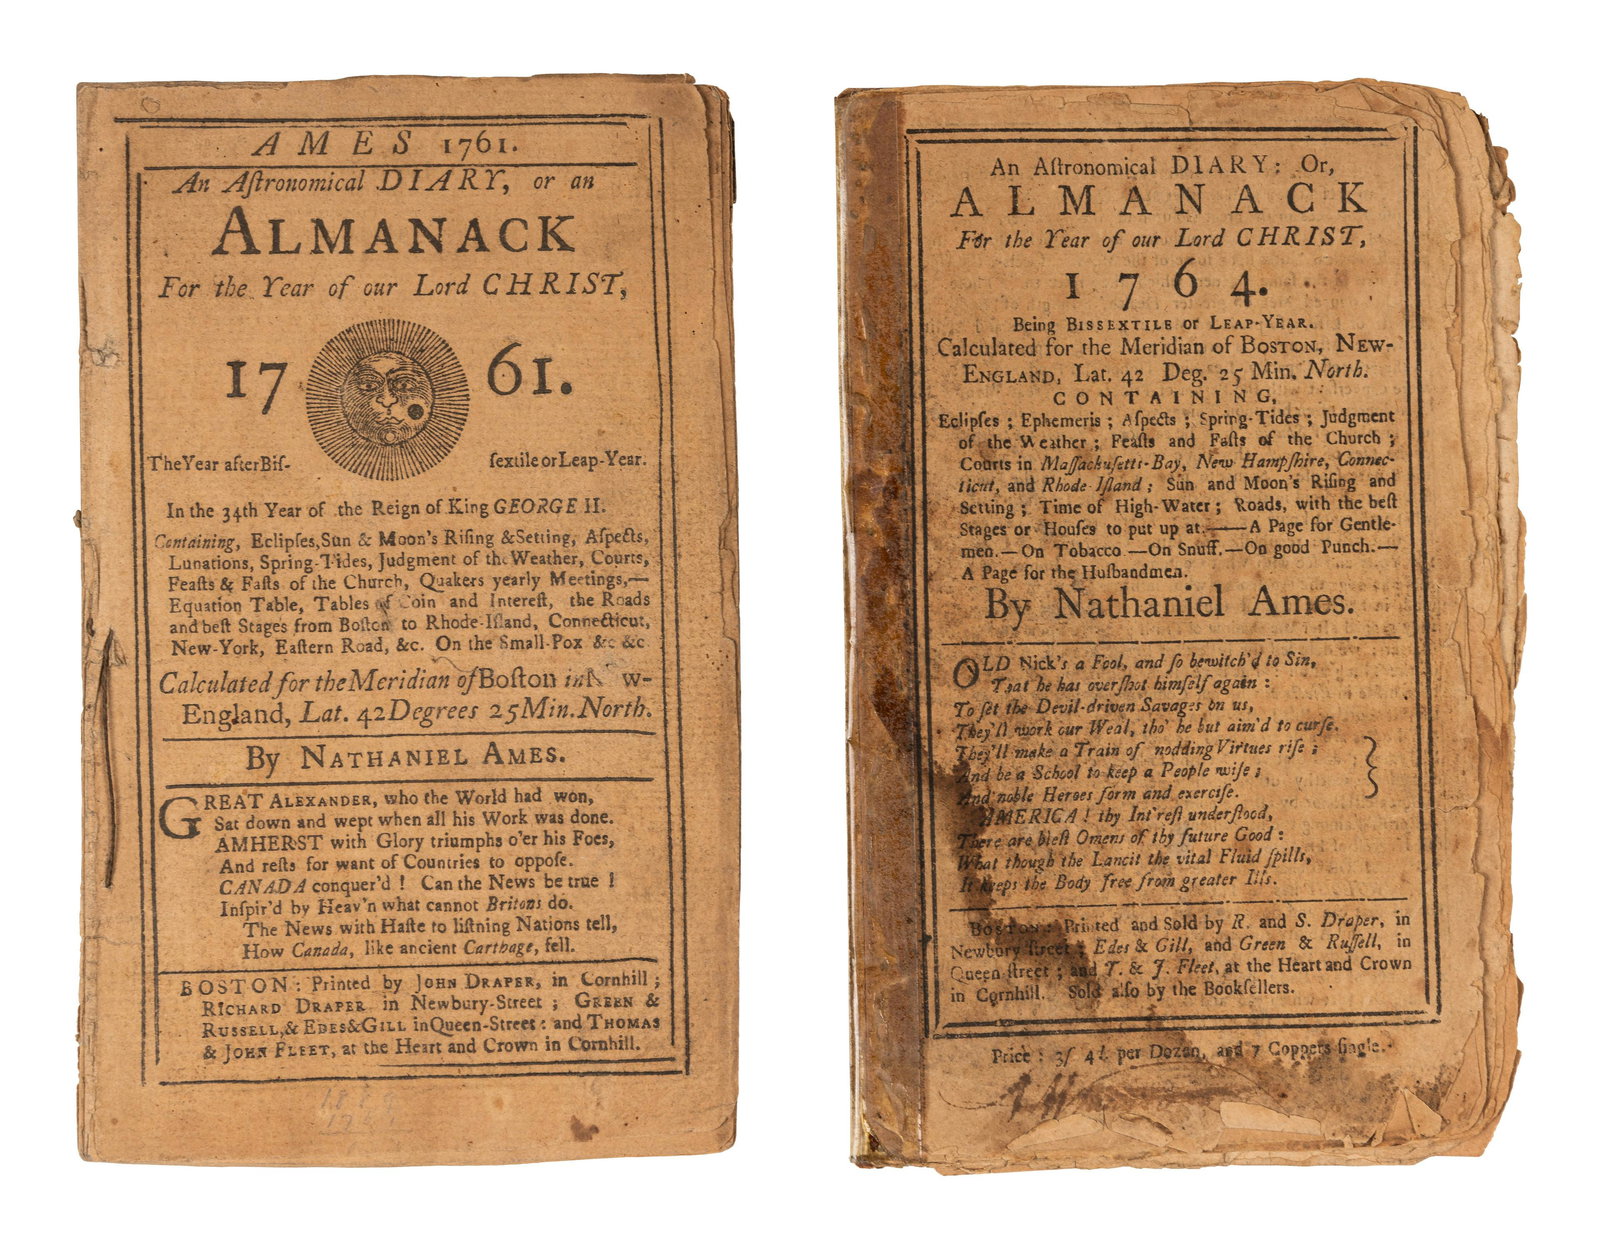 AMES 1761.
An Aſtronomical DIARY, or an
ALMANACK
For the Year of our Lord CHRIST,
17 61.
The Year after Biſ- ſextile or Leap-Year.
In the 34th Year of the Reign of King GEORGE II.
Containing, Eclipſes, Sun & Moon's Riſing & Setting, Aſpects,
Lunations, Spring-Tides, Judgment of the Weather, Courts,
Feaſts & Faſts of the Church, Quakers yearly Meetings,—
Equation Table, Tables of Coin and Intereſt, the Roads
and beſt Stages from Boſton to Rhode-Iſland, Connecticut,
New-York, Eaſtern Road, &c. On the Small-Pox &c &c
Calculated for the Meridian of Boſton in N w-
England, Lat. 42 Degrees 25 Min. North.
By NATHANIEL AMES.
GREAT ALEXANDER, who the World had won,
Sat down and wept when all his Work was done.
AMHERST with Glory triumphs o'er his Foes,
And reſts for want of Countries to oppoſe.
CANADA conquer'd ! Can the News be true !
Inſpir'd by Heav'n what cannot Britons do.
The News with Haſte to liſtning Nations tell,
How Canada, like ancient Carthage, fell.
BOSTON: Printed by JOHN DRAPER, in Cornhill ;
RICHARD DRAPER in Newbury-Street ; GREEN &
RUSSELL, & EDES & GILL in Queen-Street : and THOMAS
& JOHN FLEET, at the Heart and Crown in Cornhill.
An Aſtronomical DIARY: Or,
ALMANACK
For the Year of our Lord CHRIST,
1764.
Being BISSEXTILE or LEAP-YEAR.
Calculated for the Meridian of BOSTON, NEW-
ENGLAND, Lat. 42 Deg. 25 Min. North.
CONTAINING,
Eclipſes ; Ephemeris ; Aſpects ; Spring-Tides ; Judgment
of the Weather ; Feaſts and Faſts of the Church ;
Courts in Maſſachuſetts-Bay, New Hampſhire, Connec-
ticut, and Rhode-Iſland ; Sun and Moon's Riſing and
Setting ; Time of High-Water ; Roads, with the beſt
Stages or Houſes to put up at.——A Page for Gentle-
men.—On Tobacco—On Snuff.—On good Punch.—
A Page for the Huſbandmen.
By Nathaniel Ames.
OLD Nick's a Fool, and ſo bewitch'd to Sin,
That he has overſhot himſelf again :
To ſet the Devil-driven Savages on us,
They'll work our Weal, tho' he but aim'd to curſe.
They'll make a Train of nodding Virtues riſe ;
And be a School to keep a People wiſe ;
And noble Heroes form and exerciſe.
AMERICA ! thy Int'reſt underſtood,
There are bleſt Omens of thy future Good :
What though the Lancit the vital Fluid ſpills,
It keeps the Body free from greater Ills.
BOSTON: Printed and Sold by R. and S. Draper, in
Newbury ſtreet ; Edes & Gill, and Green & Ruſſell, in
Queen-ſtreet ; and T. & J. Fleet, at the Heart and Crown
in Cornhill. Sold alſo by the Bookſellers.
Price : 3ſ 4d. per Dozen, and 7 Coppers ſingle.